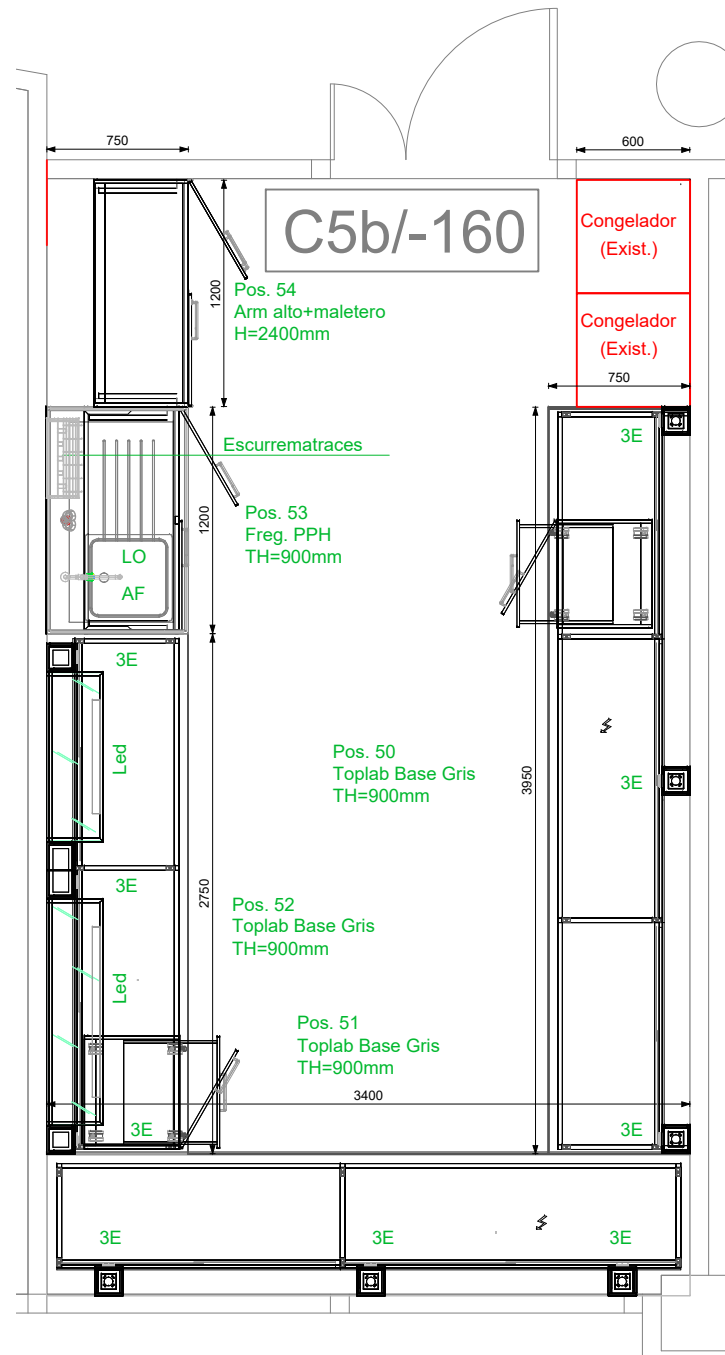 750
600
C5b/-160
Congelador
(Exist.)
1200
Pos. 54
Arm alto+maletero
H=2400mm
Congelador
(Exist.)
750
Escurrematraces
3E
1200
Pos. 53
Freg. PPH
TH=900mm
LO
AF
3E
Led
Pos. 50
Toplab Base Gris
TH=900mm
3950
3E
3E
2750
Pos. 52
Toplab Base Gris
TH=900mm
Led
Pos. 51
Toplab Base Gris
TH=900mm
3400
3E
3E
3E
3E
3E